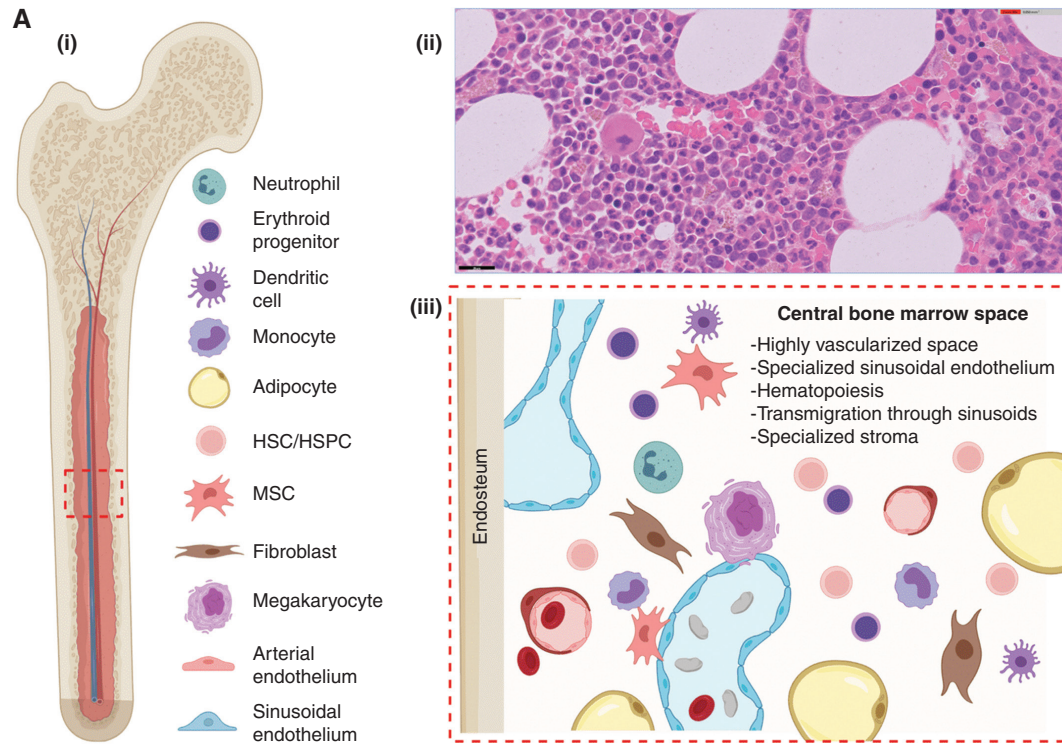 A
(i)
Neutrophil
Erythroid
progenitor
Dendritic
cell
Monocyte
Adipocyte
HSC/HSPC
MSC
Fibroblast
Megakaryocyte
Arterial
endothelium
Sinusoidal
endothelium
(ii)
(iii)
Endosteum
Central bone marrow space
-Highly vascularized space
-Specialized sinusoidal endothelium
-Hematopoiesis
-Transmigration through sinusoids
-Specialized stroma